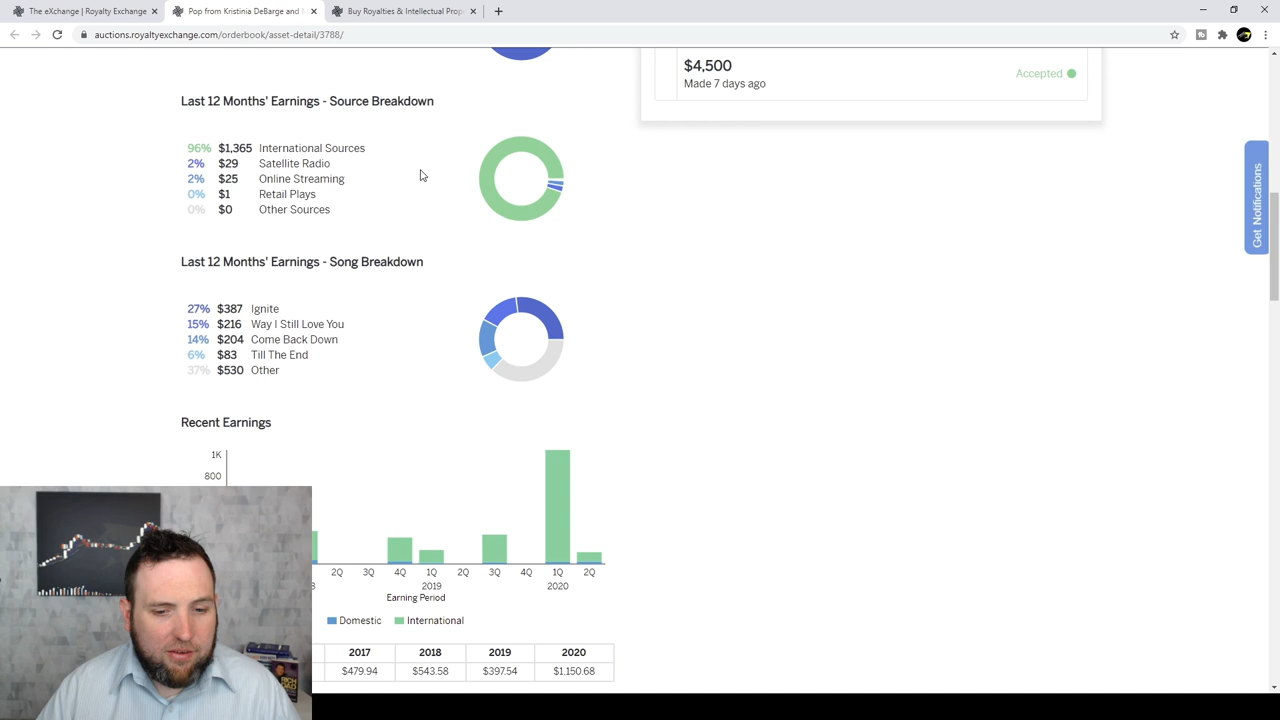 The eXchange | Royalty Exchange
Pop from Kristinia DeBarge and
Buy Royalties & Intellectual Prop
auctions.royaltyexchange.com/orderbook/asset-detail/3788/
$4,500
Made 7 days ago
Accepted
Get Notifications
Last 12 Months' Earnings - Source Breakdown
96% $1,365 International Sources
2% $29 Satellite Radio
2% $25 Online Streaming
0% $1 Retail Plays
0% $0 Other Sources
Last 12 Months' Earnings - Song Breakdown
27% $387 Ignite
15% $216 Way I Still Love You
14% $204 Come Back Down
6% $83 Till The End
37% $530 Other
Recent Earnings
1K
800
2Q 3Q 4Q 1Q 2Q 3Q 4Q 1Q 2Q
2019 2020
Earning Period
Domestic International
2017 2018 2019 2020
$479.94 $543.58 $397.54 $1,150.68
RICH
DAD